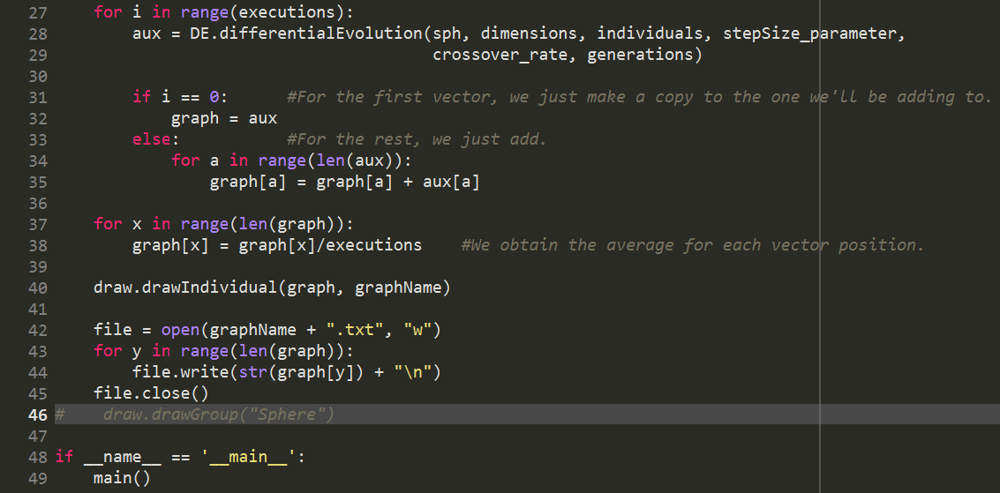 27 for i in range(executions):
28 aux = DE.differentialEvolution(sph, dimensions, individuals, stepSize_parameter,
29 crossover_rate, generations)
30
31 if i == 0: #For the first vector, we just make a copy to the one we'll be adding to.
32 graph = aux
33 else: #For the rest, we just add.
34 for a in range(len(aux)):
35 graph[a] = graph[a] + aux[a]
36
37 for x in range(len(graph)):
38 graph[x] = graph[x]/executions #We obtain the average for each vector position.
39
40 draw.drawIndividual(graph, graphName)
41
42 file = open(graphName + ".txt", "w")
43 for y in range(len(graph)):
44 file.write(str(graph[y]) + "\n")
45 file.close()
46 # draw.drawGroup("Sphere")
47
48 if __name__ == '__main__':
49 main()